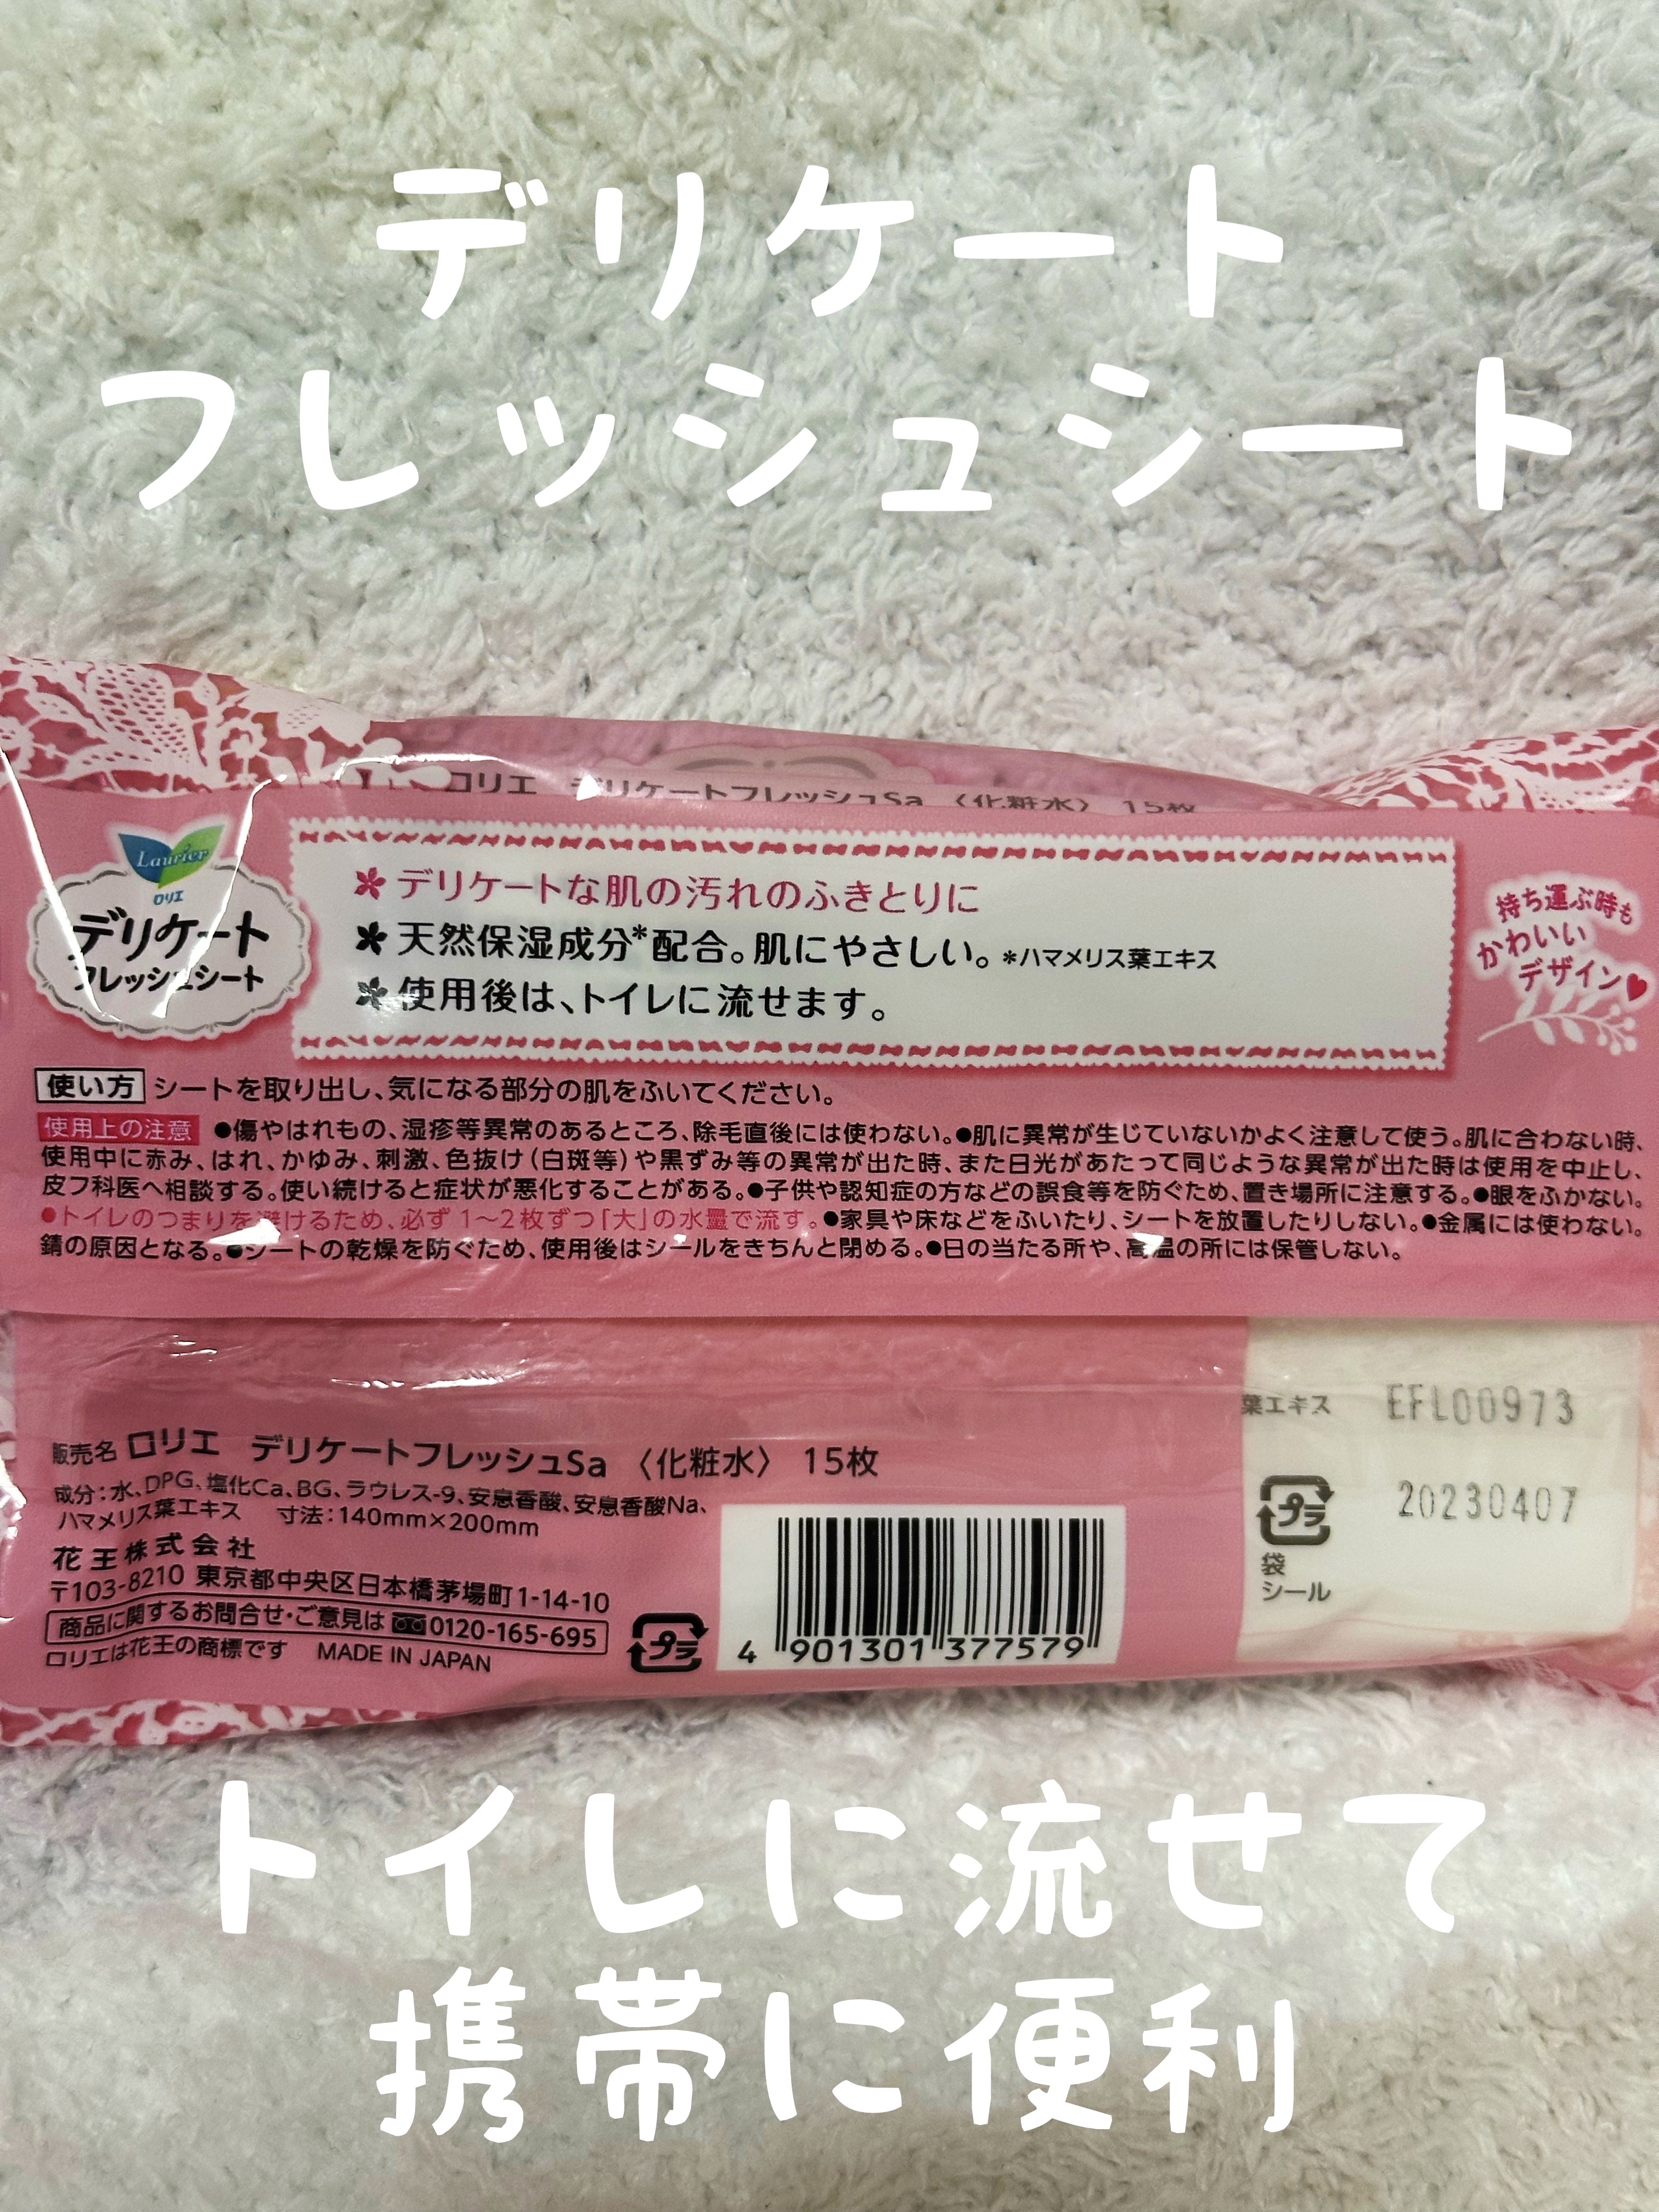 デリケート
フレッシュシート
ロリエ デリケートフレッシュSa 〈化粧水〉 15枚
Laurier
ロリエ
デリケート
フレッシュシート
デリケートな肌の汚れのふきとりに
天然保湿成分*配合。肌にやさしい。*ハマメリス葉エキス
使用後は、トイレに流せます。
持ち運ぶ時も
かわいい
デザイン♥
使い方 シートを取り出し、気になる部分の肌をふいてください。
使用上の注意 ●傷やはれもの、湿疹等異常のあるところ、除毛直後には使わない。●肌に異常が生じていないかよく注意して使う。肌に合わない時、
使用中に赤み、はれ、かゆみ、刺激、色抜け(白斑等)や黒ずみ等の異常が出た時、また日光があたって同じような異常が出た時は使用を中止し、
皮フ科医へ相談する。使い続けると症状が悪化することがある。●子供や認知症の方などの誤食等を防ぐため、置き場所に注意する。●眼をふかない。
●トイレのつまりを避けるため、必ず1〜2枚ずつ「大」の水量で流す。●家具や床などをふいたり、シートを放置したりしない。●金属には使わない。
錆の原因となる。●シートの乾燥を防ぐため、使用後はシールをきちんと閉める。●日の当たる所や、高温の所には保管しない。
販売名 ロリエ デリケートフレッシュSa 〈化粧水〉 15枚
成分:水、DPG、塩化Ca、BG、ラウレス-9、安息香酸、安息香酸Na、
ハマメリス葉エキス 寸法:140mm×200mm
花王株式会社
〒103-8210 東京都中央区日本橋茅場町1-14-10
商品に関するお問合せ・ご意見は 0120-165-695
ロリエは花王の商標です MADE IN JAPAN
プラ
4 901301 377579
葉エキス
EFL00973
プラ
20230407
袋
シール
トイレに流せて
携帯に便利